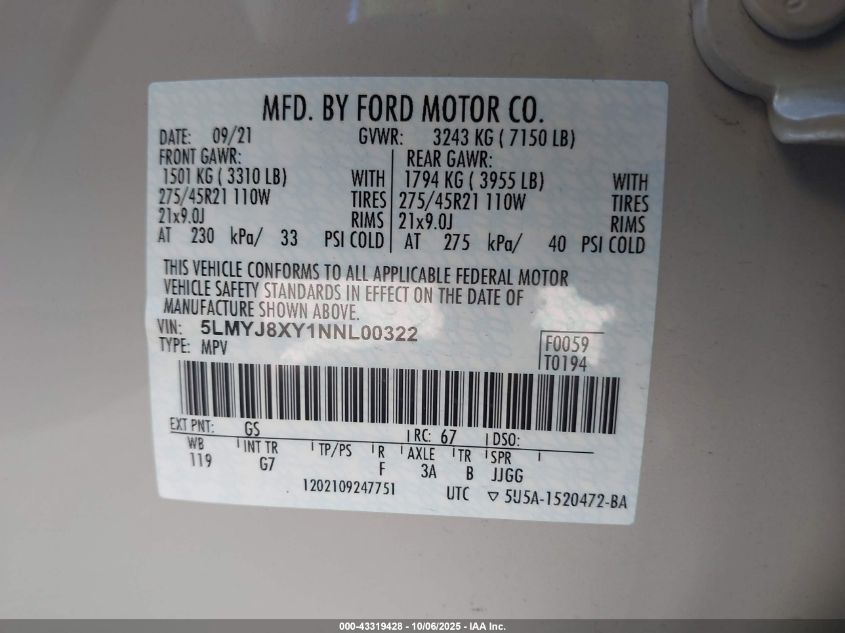 MFD. BY FORD MOTOR CO.
DATE: 09/21 GVWR: 3243 KG ( 7150 LB)
FRONT GAWR: REAR GAWR:
1501 KG ( 3310 LB) WITH 1794 KG ( 3955 LB) WITH
275/45R21 110W TIRES 275/45R21 110W TIRES
21x9.0J RIMS 21x9.0J RIMS
AT 230 kPa/ 33 PSI COLD AT 275 kPa/ 40 PSI COLD
THIS VEHICLE CONFORMS TO ALL APPLICABLE FEDERAL MOTOR
VEHICLE SAFETY STANDARDS IN EFFECT ON THE DATE OF
MANUFACTURE SHOWN ABOVE.
VIN: 5LMYJ8XY1NNL00322
TYPE: MPV
F0059
T0194
EXT PNT: GS RC: 67 DSO:
WB INT TR TP/PS R AXLE TR SPR
119 G7 F 3A B JJGG
1202109247751 UTC ▽ 5U5A-1520472-BA
000-43319428 - 10/06/2025 - IAA Inc.